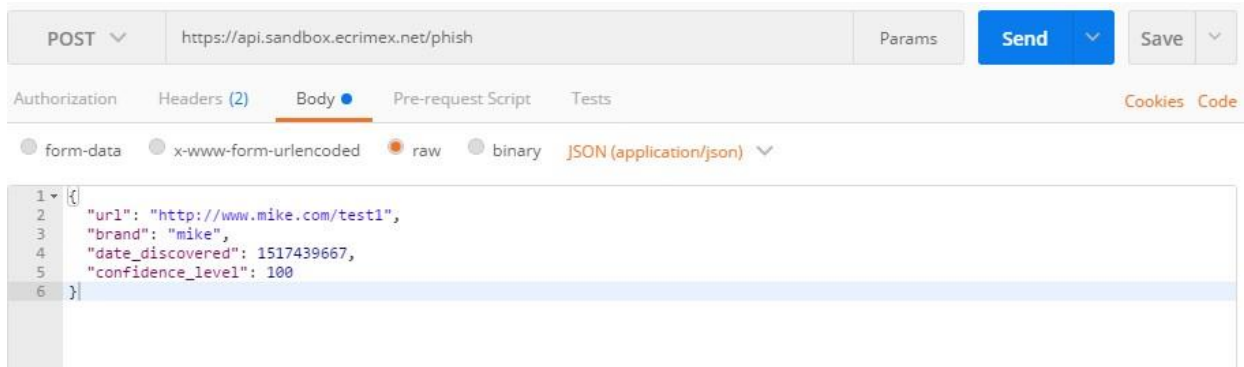 POST https://api.sandbox.ecrimex.net/phish Params Send Save
Authorization Headers (2) Body Pre-request Script Tests Cookies Code
form-data x-www-form-urlencoded raw binary JSON (application/json)
1 {
2 "url": "http://www.mike.com/test1",
3 "brand": "mike",
4 "date_discovered": 1517439667,
5 "confidence_level": 100
6 }